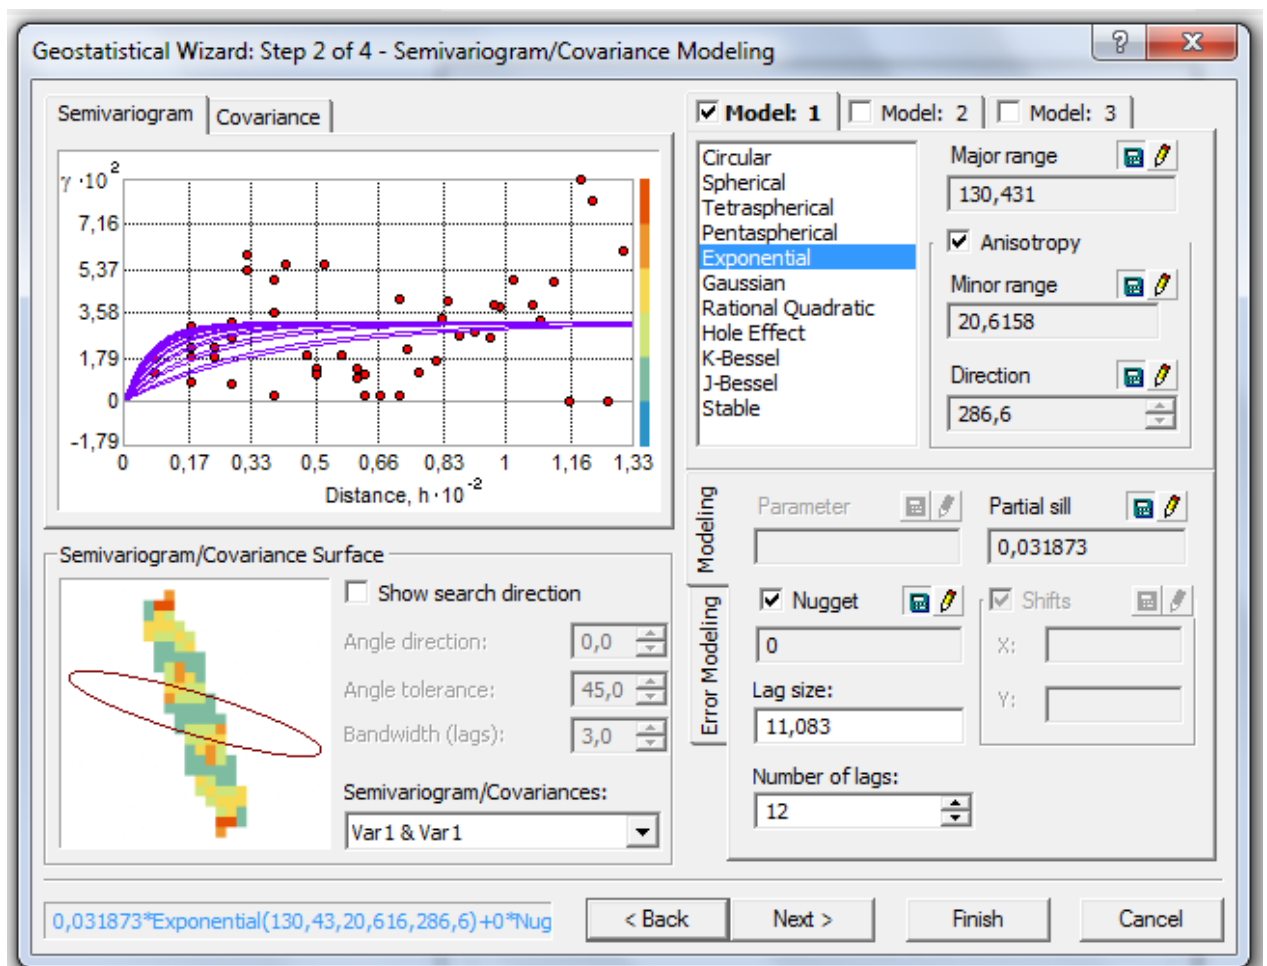 Geostatistical Wizard: Step 2 of 4 - Semivariogram/Covariance Modeling
?
X
Semivariogram
Covariance
γ ·10 2
7,16
5,37
3,58
1,79
0
-1,79
0 0,17 0,33 0,5 0,66 0,83 1 1,16 1,33
Distance, h ·10 -2
Model: 1
Model: 2
Model: 3
Circular
Spherical
Tetraspherical
Pentaspherical
Exponential
Gaussian
Rational Quadratic
Hole Effect
K-Bessel
J-Bessel
Stable
Major range
130,431
Anisotropy
Minor range
20,6158
Direction
286,6
Semivariogram/Covariance Surface
Show search direction
Angle direction: 0,0
Angle tolerance: 45,0
Bandwidth (lags): 3,0
Semivariogram/Covariances:
Var1 & Var1
Modeling
Error Modeling
Parameter
Partial sill
0,031873
Nugget
0
Shifts
X:
Y:
Lag size:
11,083
Number of lags:
12
0,031873*Exponential(130,43,20,616,286,6)+0*Nug
< Back
Next >
Finish
Cancel